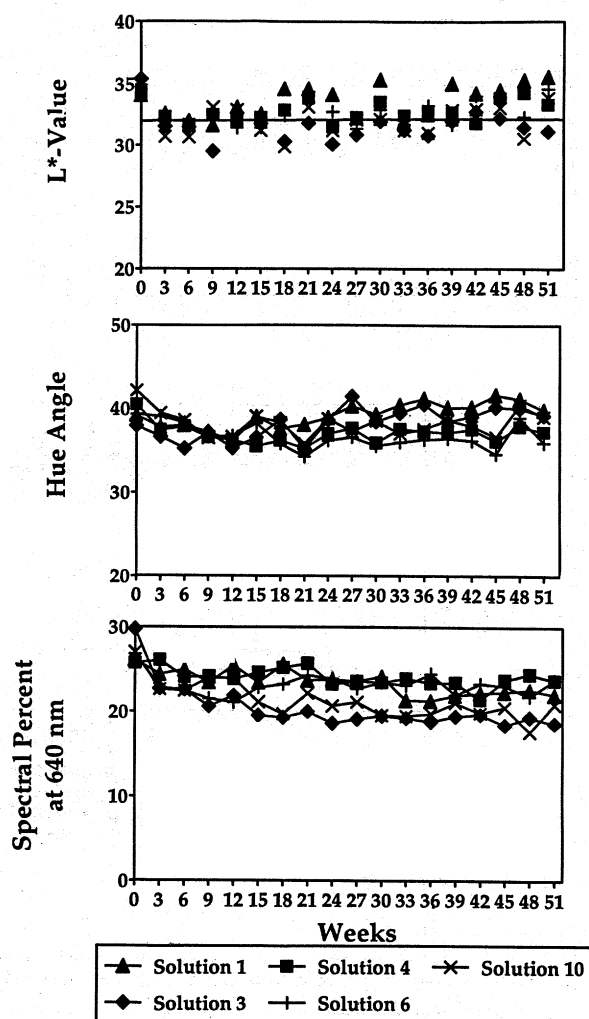 L*-Value
40
35
30
25
20
0 3 6 9 12 15 18 21 24 27 30 33 36 39 42 45 48 51
Hue Angle
50
40
30
20
0 3 6 9 12 15 18 21 24 27 30 33 36 39 42 45 48 51
Spectral Percent
at 640 nm
30
20
10
0
0 3 6 9 12 15 18 21 24 27 30 33 36 39 42 45 48 51
Weeks
Solution 1 Solution 4 Solution 10
Solution 3 Solution 6